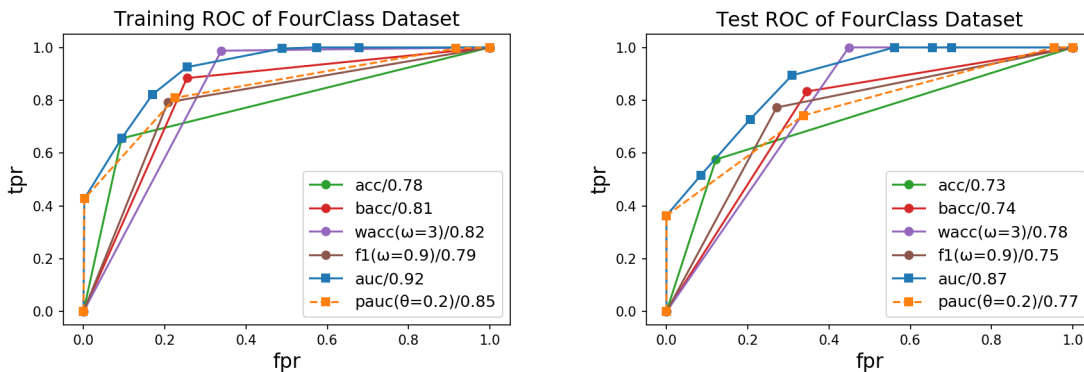 Training ROC of FourClass Dataset
tpr
1.0
0.8
0.6
0.4
0.2
0.0
acc/0.78
bacc/0.81
wacc(ω=3)/0.82
f1(ω=0.9)/0.79
auc/0.92
pauc(θ=0.2)/0.85
0.0 0.2 0.4 0.6 0.8 1.0
fpr
Test ROC of FourClass Dataset
tpr
1.0
0.8
0.6
0.4
0.2
0.0
acc/0.73
bacc/0.74
wacc(ω=3)/0.78
f1(ω=0.9)/0.75
auc/0.87
pauc(θ=0.2)/0.77
0.0 0.2 0.4 0.6 0.8 1.0
fpr